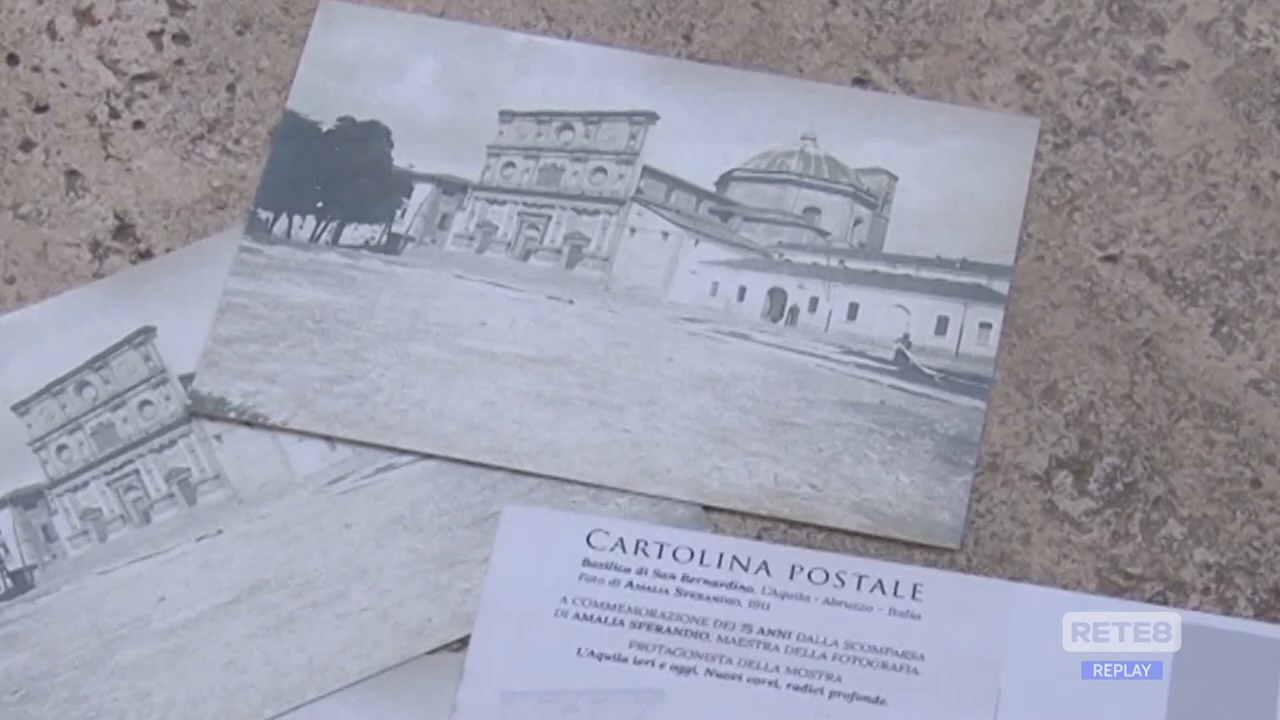 CARTOLINA POSTALE
Basilica di San Bernardino, L'Aquila - Abruzzo - Italia
Foto di AMALIA SPERANDIO, 1911
A COMMEMORAZIONE DEI 75 ANNI DALLA SCOMPARSA
DI AMALIA SPERANDIO, MAESTRA DELLA FOTOGRAFIA
PROTAGONISTA DELLA MOSTRA
L'Aquila ieri e oggi. Nuovi corsi, radici profonde.
RETE8
REPLAY